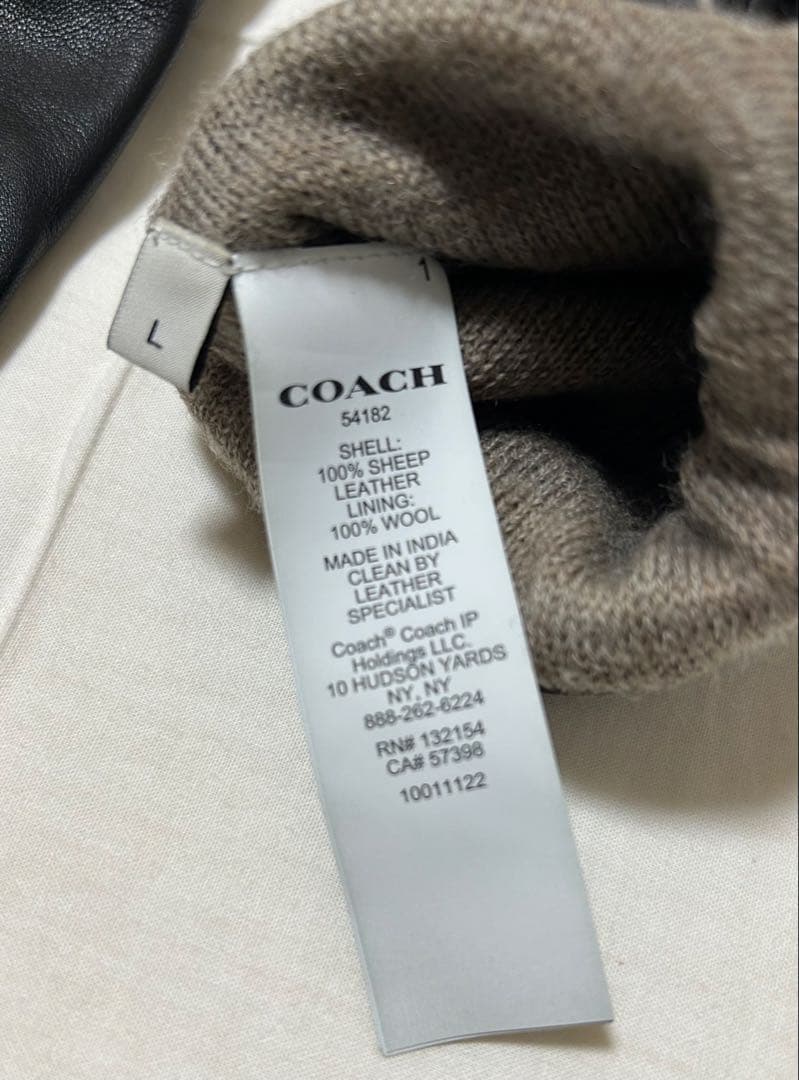 L
1
COACH
54182
SHELL:
100% SHEEP
LEATHER
LINING:
100% WOOL
MADE IN INDIA
CLEAN BY
LEATHER
SPECIALIST
Coach® Coach IP
Holdings LLC.
10 HUDSON YARDS
NY, NY
888-262-6224
RN# 132154
CA# 57398
10011122